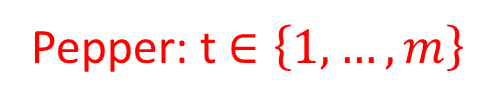 Pepper: t ∈ {1, … , m}